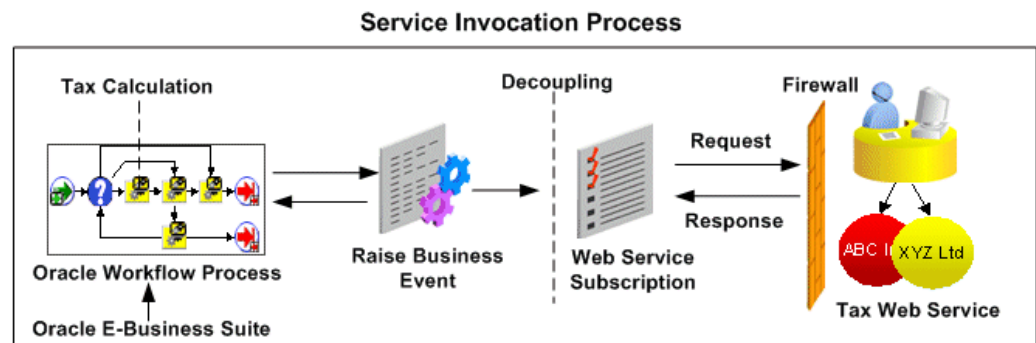 Service Invocation Process
Tax Calculation
Decoupling
Firewall
?
Request
Response
Oracle Workflow Process
Raise Business
Event
Web Service
Subscription
ABC
XYZ Ltd
Tax Web Service
Oracle E-Business Suite